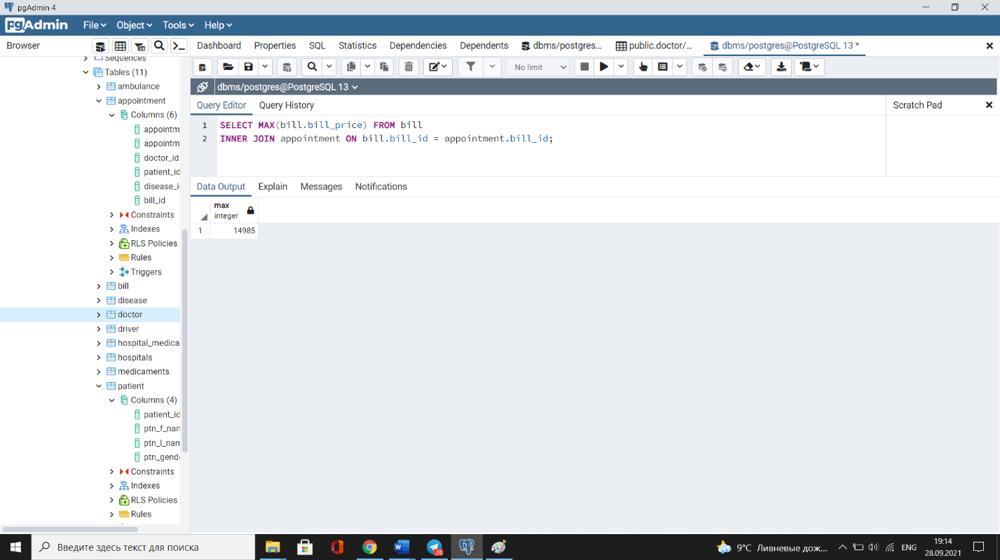 pgAdmin 4
pgAdmin File Object Tools Help
Browser
Dashboard Properties SQL Statistics Dependencies Dependents dbms/postgres... public.doctor/... dbms/postgres@PostgreSQL 13 *
No limit
dbms/postgres@PostgreSQL 13
Query Editor Query History
Scratch Pad
1 SELECT MAX(bill.bill_price) FROM bill
2 INNER JOIN appointment ON bill.bill_id = appointment.bill_id;
Data Output Explain Messages Notifications
max
integer
1 14985
1..3 Sequences
Tables (11)
ambulance
appointment
Columns (6)
appointm
appointm
doctor_id
patient_id
disease_i
bill_id
Constraints
Indexes
RLS Policies
Rules
Triggers
bill
disease
doctor
driver
hospital_medica
hospitals
medicaments
patient
Columns (4)
patient_id
ptn_f_nan
ptn_l_nam
ptn_gend
Constraints
Indexes
RLS Policies
Rules
Введите здесь текст для поиска
95
9°C Ливневые дож...
ENG
19:14
28.09.2021